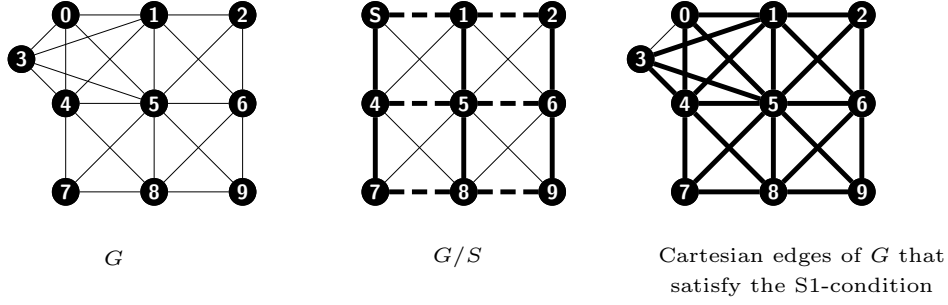 0 1 2 S 1 2 0 1 2
3 3
4 5 6 4 5 6 4 5 6
7 8 9 7 8 9 7 8 9
G G/S Cartesian edges of G that
satisfy the S1-condition